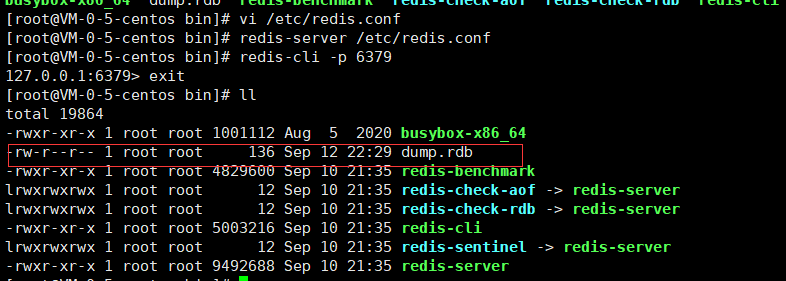 busybox-x86_64 dump.rdb redis-benchmark redis-check-aof redis-check-rdb redis-cli
[root@VM-0-5-centos bin]# vi /etc/redis.conf
[root@VM-0-5-centos bin]# redis-server /etc/redis.conf
[root@VM-0-5-centos bin]# redis-cli -p 6379
127.0.0.1:6379> exit
[root@VM-0-5-centos bin]# ll
total 19864
-rwxr-xr-x 1 root root 1001112 Aug  5  2020 busybox-x86_64
-rw-r--r-- 1 root root     136 Sep 12 22:29 dump.rdb
-rwxr-xr-x 1 root root 4829600 Sep 10 21:35 redis-benchmark
lrwxrwxrwx 1 root root      12 Sep 10 21:35 redis-check-aof -> redis-server
lrwxrwxrwx 1 root root      12 Sep 10 21:35 redis-check-rdb -> redis-server
-rwxr-xr-x 1 root root 5003216 Sep 10 21:35 redis-cli
lrwxrwxrwx 1 root root      12 Sep 10 21:35 redis-sentinel -> redis-server
-rwxr-xr-x 1 root root 9492688 Sep 10 21:35 redis-server